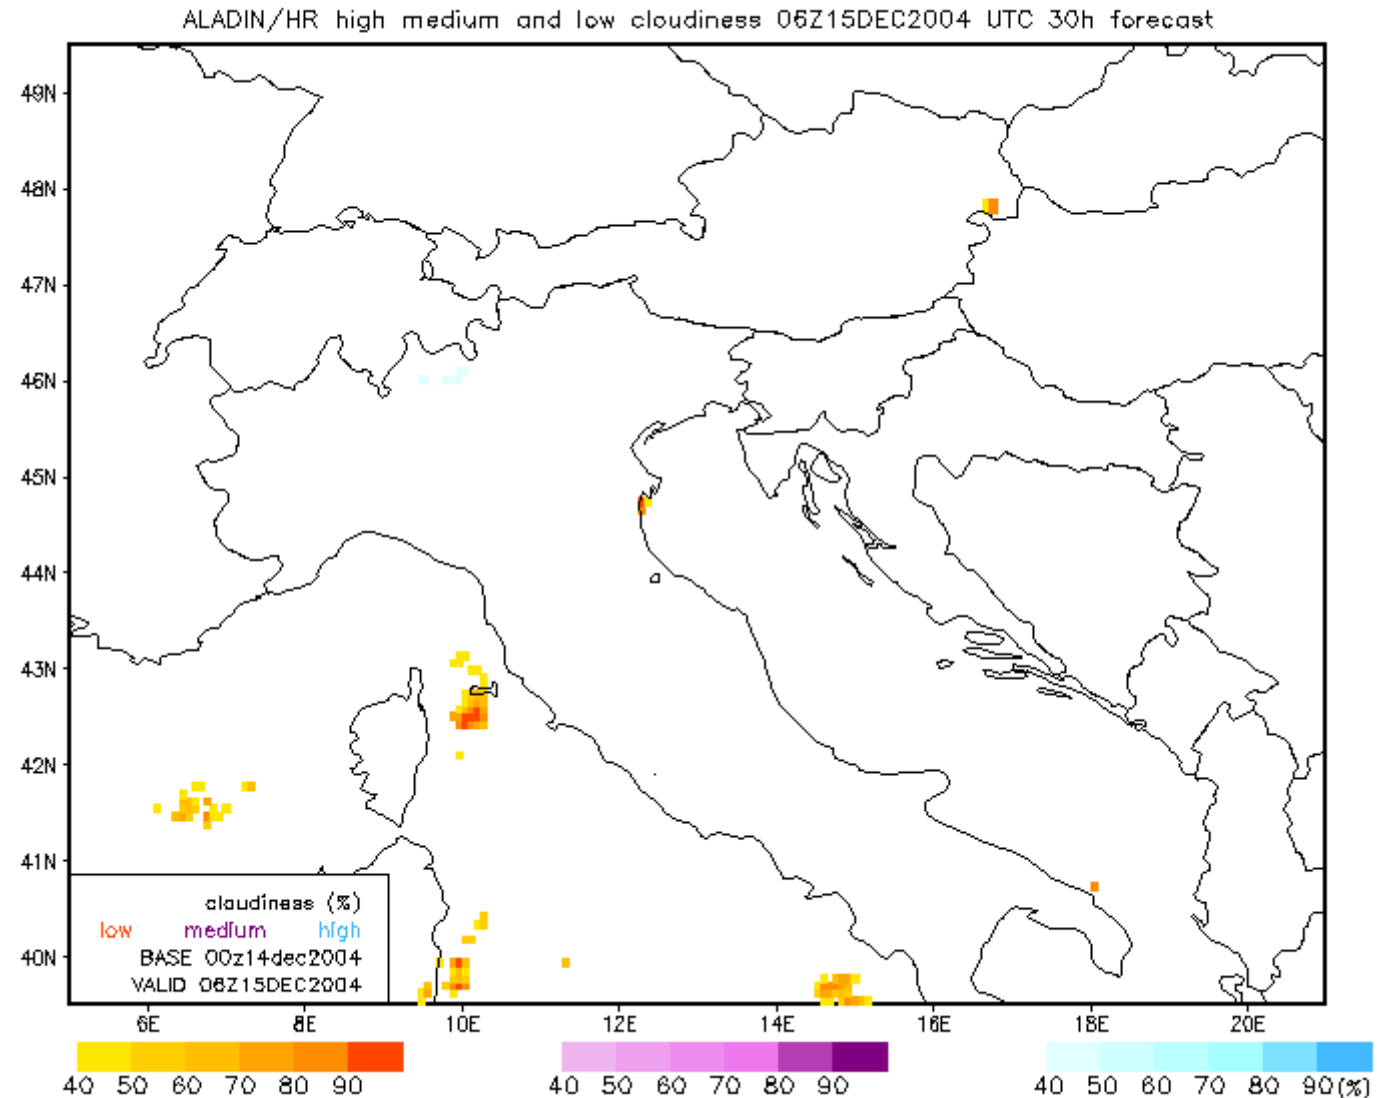 ALADIN/HR high medium and low cloudiness 06Z15DEC2004 UTC 30h forecast
49N
48N
47N
46N
45N
44N
43N
42N
41N
40N
cloudiness (%)
low medium high
BASE 00z14dec2004
VALID 06Z15DEC2004
6E 8E 10E 12E 14E 16E 18E 20E
40 50 60 70 80 90 40 50 60 70 80 90 40 50 60 70 80 90(%)